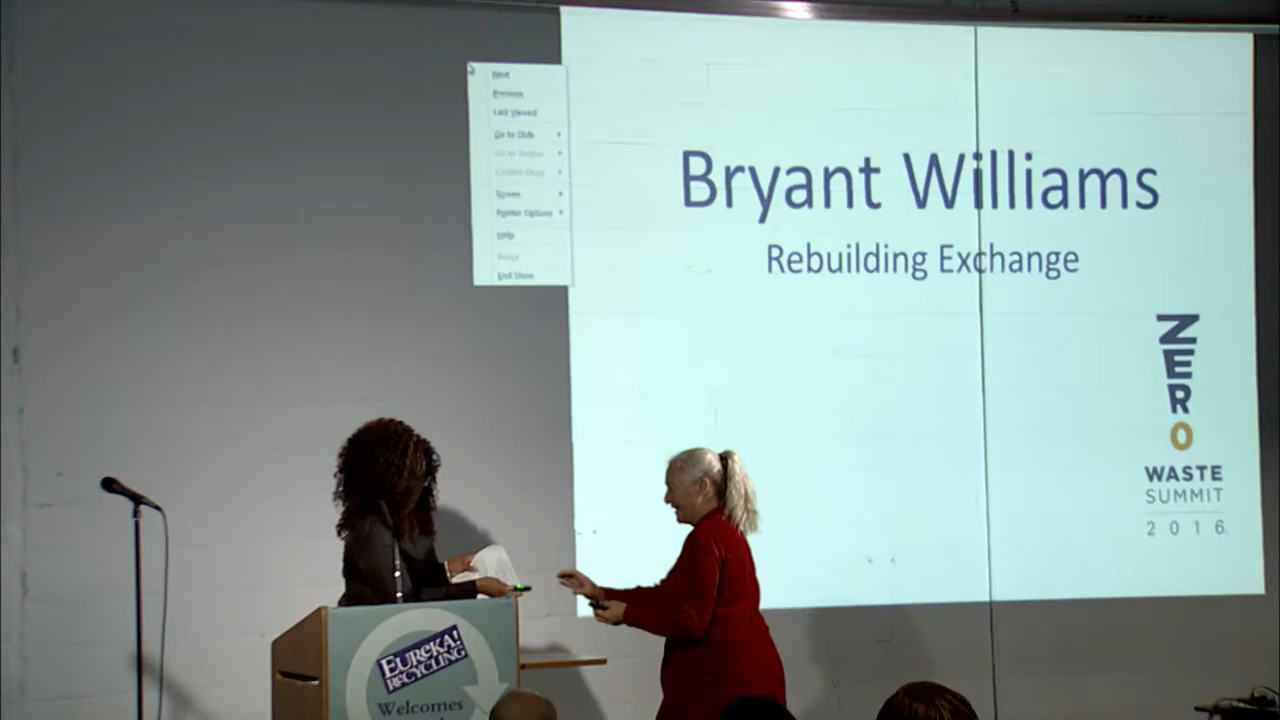 Next
Previous
Last Viewed
Go to Slide
Screen
Pointer Options
Help
Pause
End Show
Bryant Williams
Rebuilding Exchange
ZERO
WASTE
SUMMIT
2016
EUREKA!
RECYCLING
Welcomes